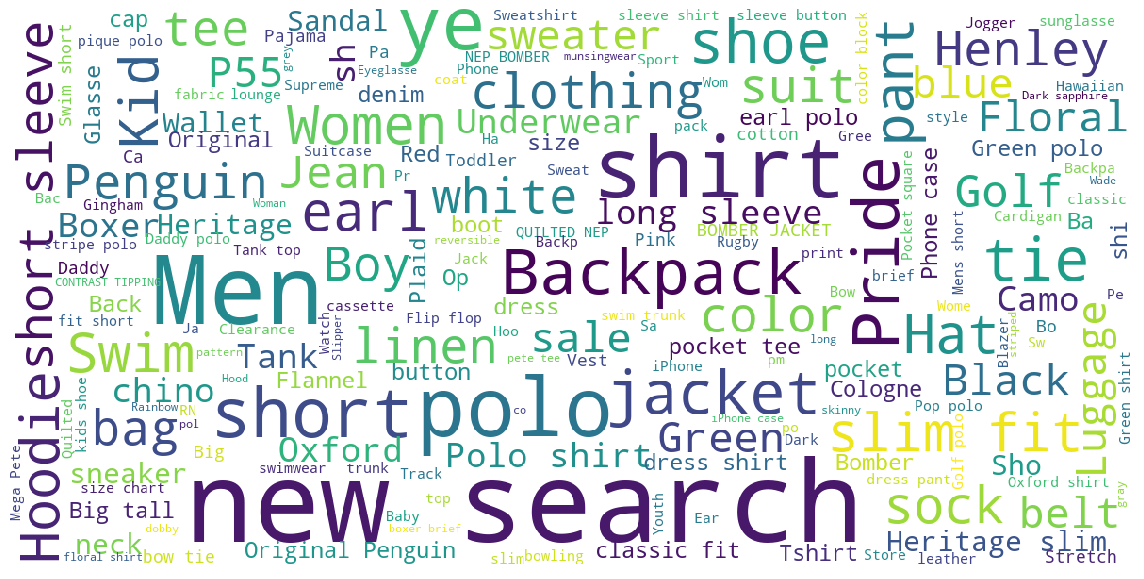 cap
tee
Sandal
ye
Sweatshirt
sleeve shirt
sleeve button
Jogger
sunglasse
pique polo
Pajama
Pa
NEP BOMBER
sweater
munsingwear
Sport
shoe
color block
Henley
Swim short
Glasse
Kid
P55
grey
sh
Eyeglasse
Phone
Supreme
coat
clothing
Wom
suit
pant
blue
Hawaiian
Dark sapphire
fabric
lounge
denim
Wallet
Original
Women
Underwear
Ha
size
pack
earl polo
cotton
Gree
style
Floral
Green polo
Ca
Suitcase
Red
Toddler
Sweat
Penguin
Jean
Pr
white
shirt
Pocket square
Phone case
Golf
Backpa
Wade
classic
Bac
Gingham
Woman
earl
long sleeve
Cardigan
Ba
Boxer
Heritage
boot
QUILTED NEP
BOMBER JACKET
Pride
shi
stripe polo
Daddy polo
Tank top
reversible
Backp
Pink
Rugby
print
Mens short
Daddy
Men
Boy
Plaid
Jack
Op
Backpack
brief
tie
CONTRAST TIPPING
Back
cassette
dress
Bow
Wome
Camo
Pe
fit short
Ja
Clearance
Watch
Slipper
Flip flop
swim trunk
Sa
color
long
Hat
Blazer
striped
Bo
Sw
Luggage
Green shirt
Swim
pattern
Tank
linen
Hoo
pete tee
sale
Vest
pocket tee
pm
chino
Hood
Flannel
button
iPhone
pocket
Cologne
Black
Hoodie
short sleeve
Quilted
kids shoe
bag
Rainbow
RN
pol
short
polo
co
jacket
iPhone case
skinny
po
Pop polo
slim fit
Big
Oxford
Polo shirt
Green
Dark
Golf polo
Mega Pete
sneaker
size chart
swimwear
trunk
Track
dress shirt
Bomber
dress pant
Sho
Oxford shirt
gray
Big tall
new
search
top
Youth
sock
belt
dobby
Baby
boxer brief
Ear
neck
floral shirt
bow tie
Original Penguin
slim
bowling
classic fit
Tshirt
Store
Heritage slim
leather
Stretch